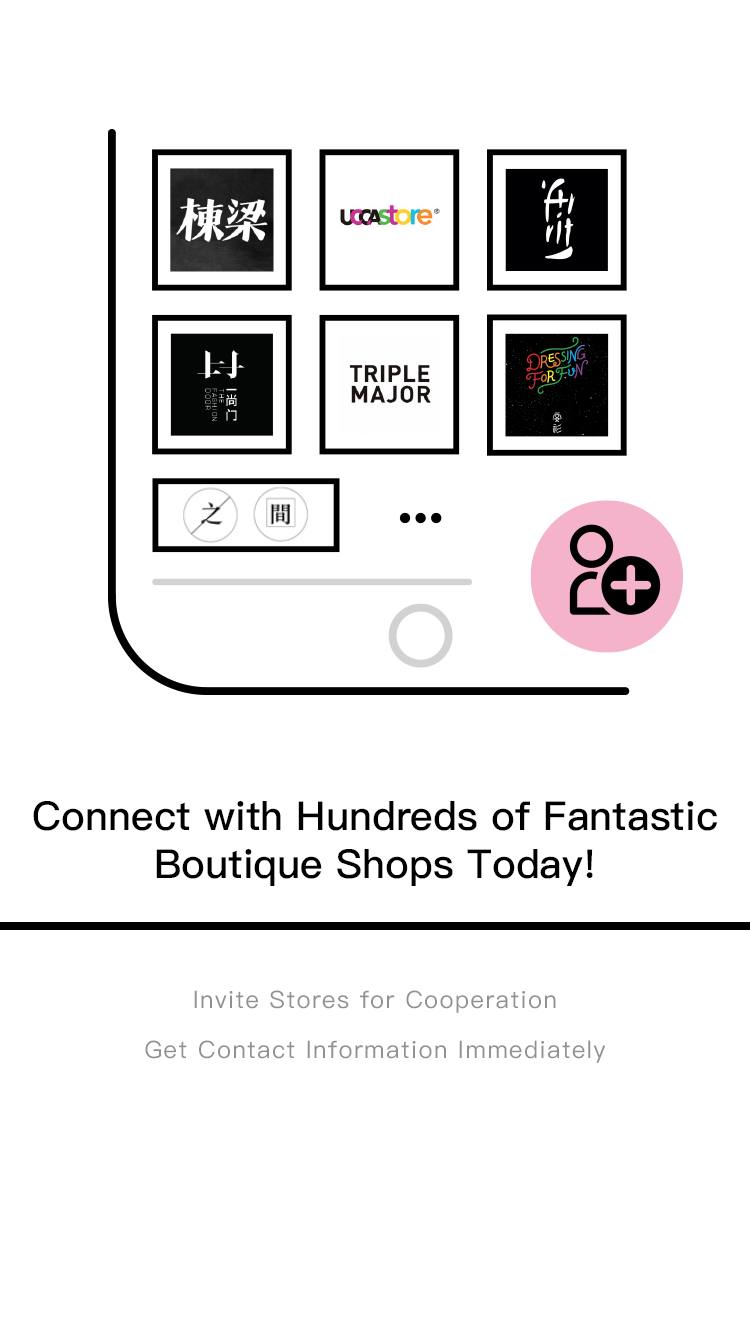 棟梁
UCCAstore®
一尚门
THE
FASHION
DOOR
TRIPLE
MAJOR
DRESSING
FOR FUN
之 間
Connect with Hundreds of Fantastic
Boutique Shops Today!
Invite Stores for Cooperation
Get Contact Information Immediately